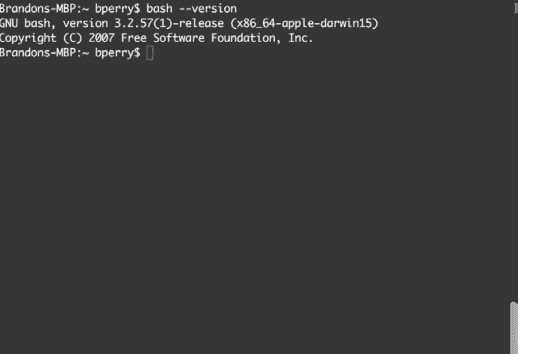 Brandons-MBP:~ bperry$ bash --version
GNU bash, version 3.2.57(1)-release (x86_64-apple-darwin15)
Copyright (C) 2007 Free Software Foundation, Inc.
Brandons-MBP:~ bperry$